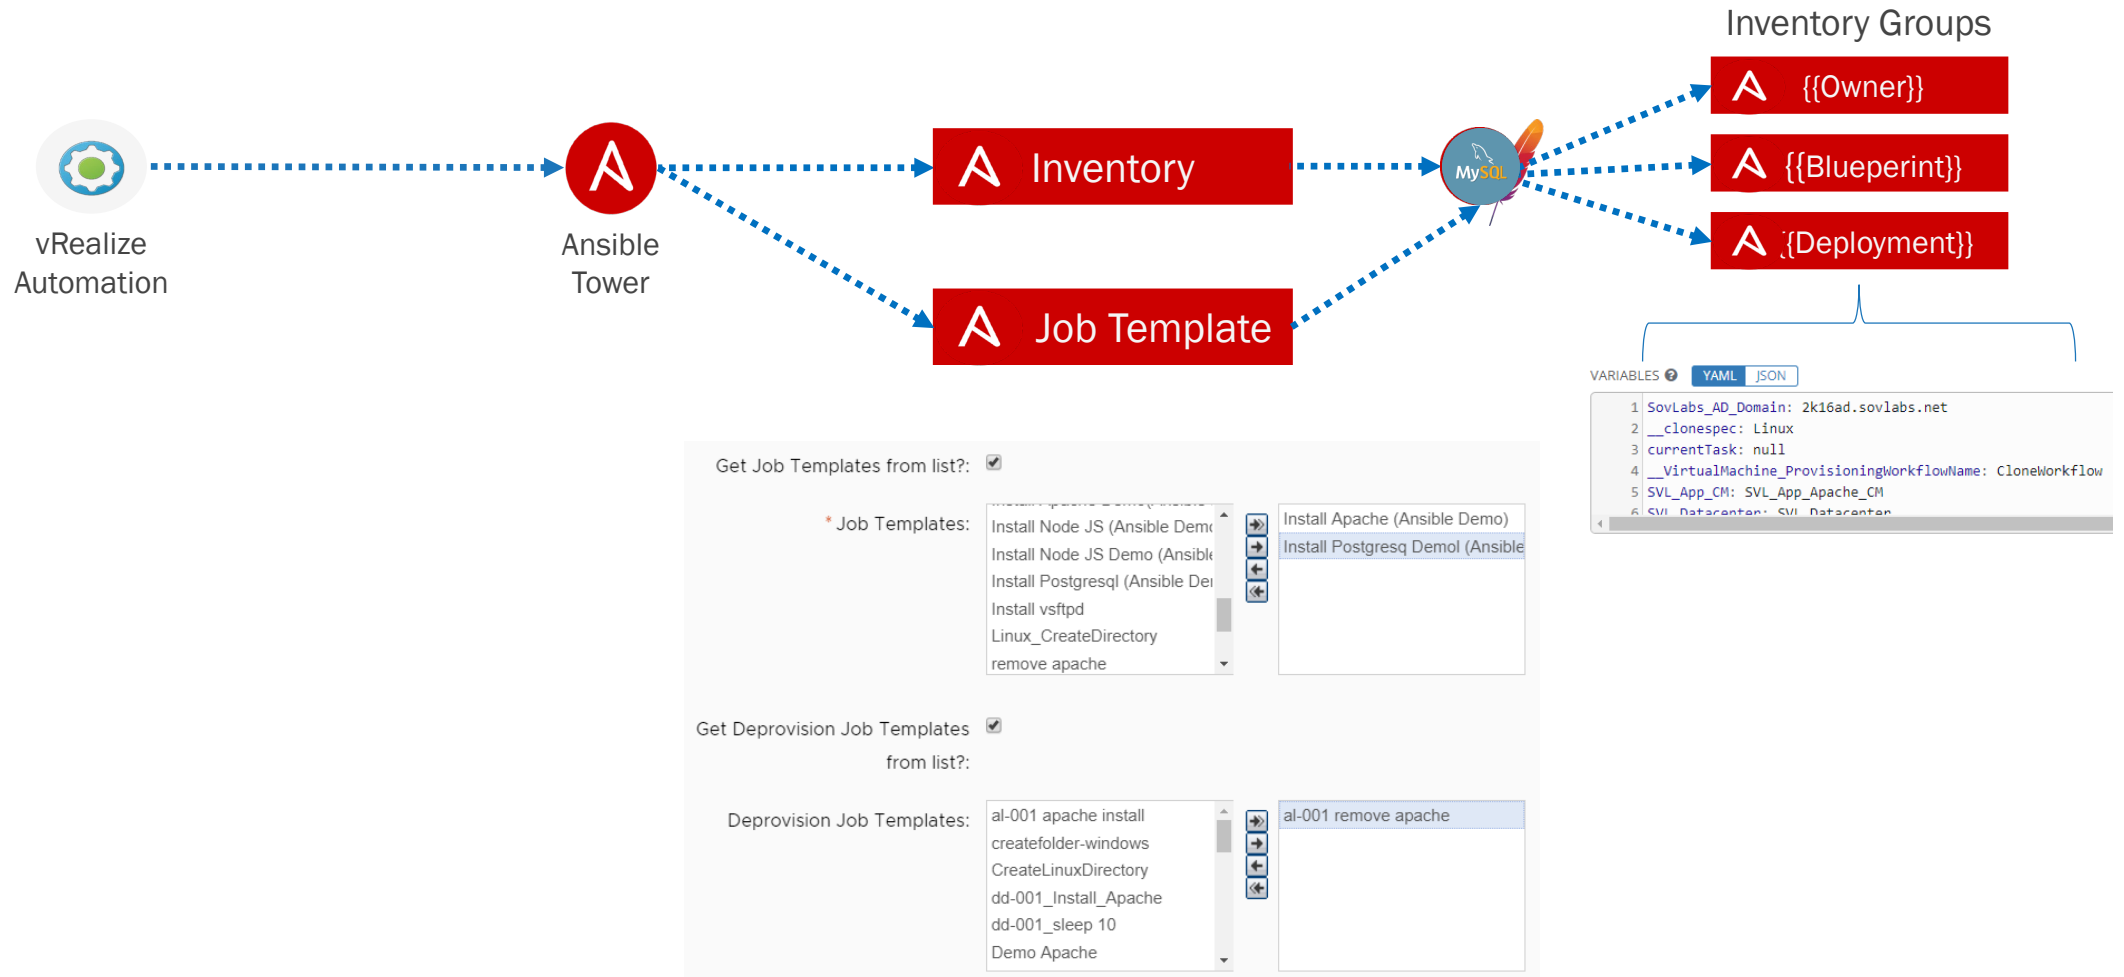 Inventory Groups
{{Owner}}
{{Blueperint}}
{{Deployment}}
vRealize
Automation
Ansible
Tower
Inventory
Job Template
MySQL
VARIABLES
YAML
JSON
1 SovLabs_AD_Domain: 2k16ad.sovlabs.net
2 __clonespec: Linux
3 currentTask: null
4 __VirtualMachine_ProvisioningWorkflowName: CloneWorkflow
5 SVL_App_CM: SVL_App_Apache_CM
6 SVL_Datacenter: SVL_Datacenter
Get Job Templates from list?:
* Job Templates:
Install Node JS (Ansible Demo
Install Node JS Demo (Ansible
Install Postgresql (Ansible Der
Install vsftpd
Linux_CreateDirectory
remove apache
Install Apache (Ansible Demo)
Install Postgresq Demol (Ansible
Get Deprovision Job Templates
from list?:
Deprovision Job Templates:
al-001 apache install
createfolder-windows
CreateLinuxDirectory
dd-001_Install_Apache
dd-001_sleep 10
Demo Apache
al-001 remove apache